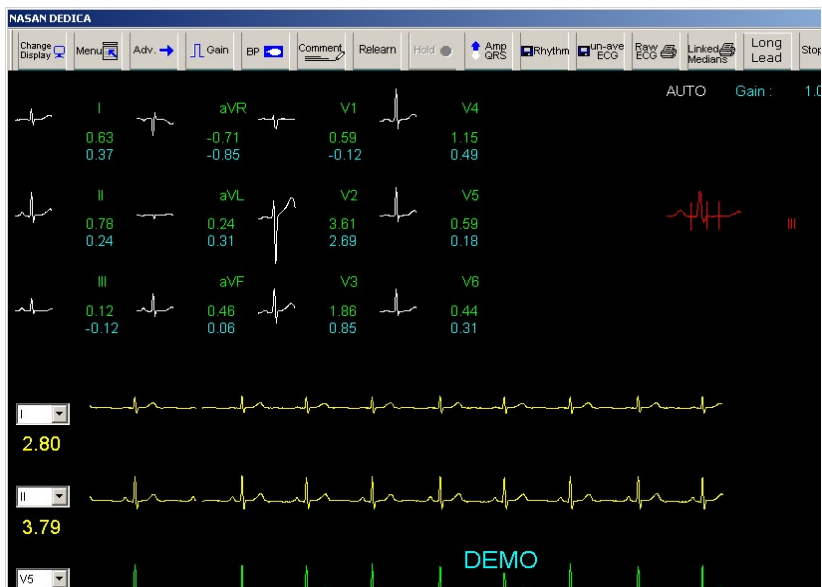 NASAN DEDICA
Change Display Menu Adv. Gain BP Comment Relearn Hold Amp QRS Rhythm un-ave ECG Raw ECG Linked Medians Long Lead Stop
AUTO Gain : 1.0
I aVR V1 V4
0.63 -0.71 0.59 1.15
0.37 -0.85 -0.12 0.49
II aVL V2 V5
0.78 0.24 3.61 0.59
0.24 0.31 2.69 0.18
III
III aVF V3 V6
0.12 0.46 1.86 0.44
-0.12 0.06 0.85 0.31
I
2.80
II
3.79
DEMO
V5